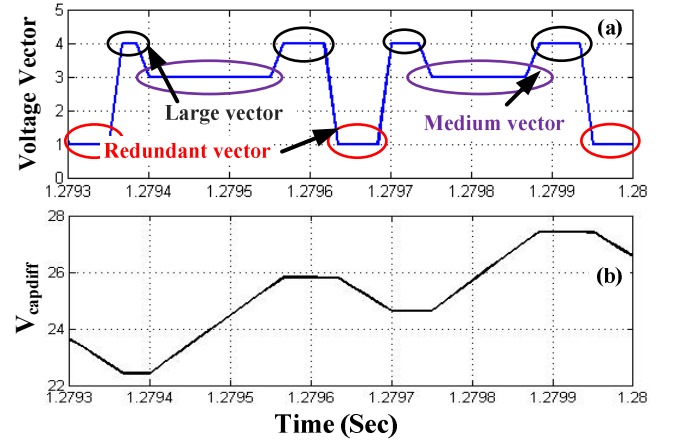 (a)
5
4
3
2
1
0
Voltage Vector
Large vector
Redundant vector
Medium vector
1.2793 1.2794 1.2795 1.2796 1.2797 1.2798 1.2799 1.28
(b)
28
26
24
22
Vcapdiff
1.2793 1.2794 1.2795 1.2796 1.2797 1.2798 1.2799 1.28
Time (Sec)